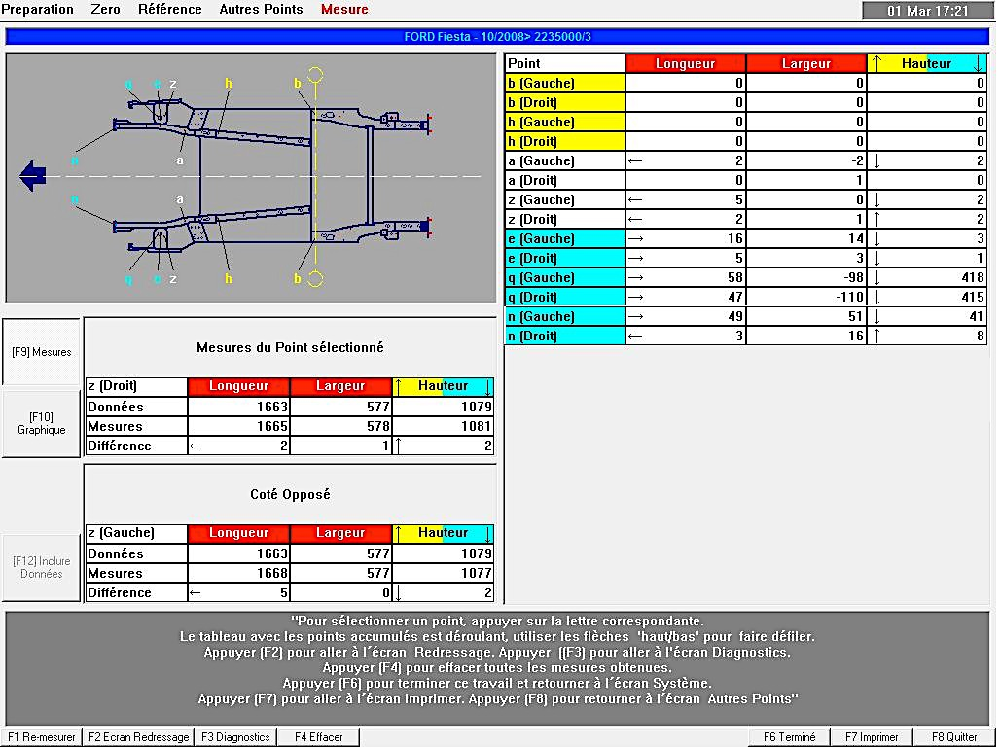 Preparation Zero Référence Autres Points Mesure
01 Mar 17:21
FORD Fiesta - 10/2008> 2235000/3
q e z h b
n a
n a
q e z h b
Point Longueur Largeur ↑ Hauteur ↓
b (Gauche) 0 0 0
b (Droit) 0 0 0
h (Gauche) 0 0 0
h (Droit) 0 0 0
a (Gauche) ← 2 -2 ↓ 2
a (Droit) 0 1 0
z (Gauche) ← 5 0 ↓ 2
z (Droit) ← 2 1 ↑ 2
e (Gauche) → 16 14 ↓ 3
e (Droit) → 5 3 ↓ 1
q (Gauche) → 58 -98 ↓ 418
q (Droit) → 47 -110 ↓ 415
n (Gauche) → 49 51 ↓ 41
n (Droit) ← 3 16 ↑ 8
[F9] Mesures
[F10]
Graphique
[F12] Inclure
Données
Mesures du Point sélectionné
z (Droit) Longueur Largeur ↑ Hauteur ↓
Données 1663 577 1079
Mesures 1665 578 1081
Différence ← 2 1 ↑ 2
Coté Opposé
z (Gauche) Longueur Largeur ↑ Hauteur ↓
Données 1663 577 1079
Mesures 1668 577 1077
Différence ← 5 0 ↓ 2
"Pour sélectionner un point, appuyer sur la lettre correspondante.
Le tableau avec les points accumulés est déroulant, utiliser les flèches 'haut/bas' pour faire défiler.
Appuyer (F2) pour aller à l´écran Redressage. Appuyer ((F3) pour aller à l'écran Diagnostics.
Appuyer (F4) pour effacer toutes les mesures obtenues.
Appuyer (F6) pour terminer ce travail et retourner à l´écran Système.
Appuyer (F7) pour aller à l´écran Imprimer. Appuyer (F8) pour retourner à l´écran Autres Points"
F1 Re-mesurer F2 Ecran Redressage F3 Diagnostics F4 Effacer F6 Terminé F7 Imprimer F8 Quitter